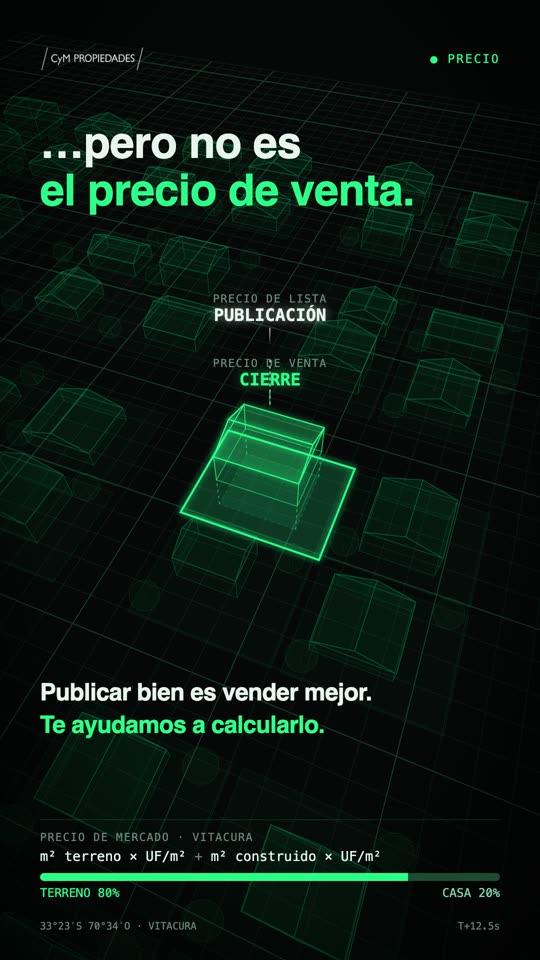 CyM PROPIEDADES
PRECIO
...pero no es
el precio de venta.
PRECIO DE LISTA
PUBLICACIÓN
PRECIO DE VENTA
CIERRE
Publicar bien es vender mejor.
Te ayudamos a calcularlo.
PRECIO DE MERCADO · VITACURA
m² terreno × UF/m² + m² construido × UF/m²
TERRENO 80%
CASA 20%
33°23′S 70°34′O · VITACURA
T+12.5s